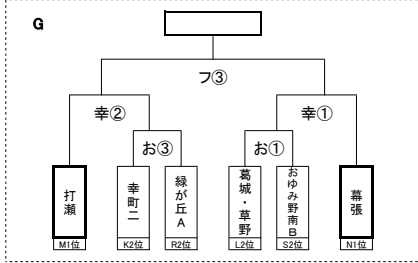 G
フ③
幸②
幸①
お③
お①
打瀬
幸町二
緑が丘A
葛城・草野
おゆみ野南B
幕張
M1位
K2位
R2位
L2位
S2位
N1位